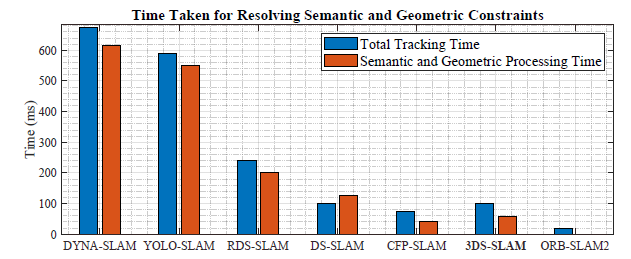 Time Taken for Resolving Semantic and Geometric Constraints
Total Tracking Time
Semantic and Geometric Processing Time
Time (ms)
600
500
400
300
200
100
0
DYNA-SLAM YOLO-SLAM RDS-SLAM DS-SLAM CFP-SLAM 3DS-SLAM ORB-SLAM2